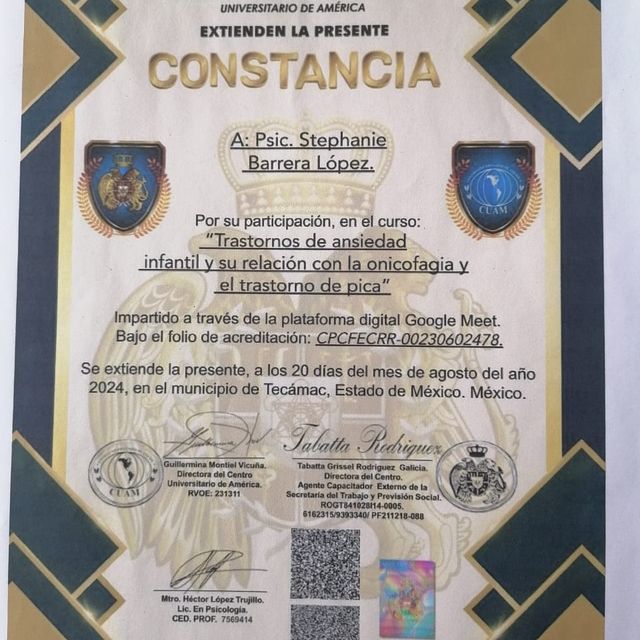 UNIVERSITARIO DE AMÉRICA
EXTIENDEN LA PRESENTE
CONSTANCIA
A: Psic. Stephanie
Barrera López.
CUAM
Por su participación, en el curso:
“Trastornos de ansiedad
infantil y su relación con la onicofagia y
el trastorno de pica”
Impartido a través de la plataforma digital Google Meet.
Bajo el folio de acreditación: CPCFECRR-00230602478.
Se extiende la presente, a los 20 días del mes de agosto del año
2024, en el municipio de Tecámac, Estado de México. México.
Tabatta Rodriguez
Guillermina Montiel Vicuña.
Directora del Centro
Universitario de América.
RVOE: 231311
CUAM
Tabatta Grissel Rodriguez Galicia.
Directora del Centro.
Agente Capacitador Externo de la
Secretaría del Trabajo y Previsión Social.
ROGT841028I14-0005.
6162315/9393340/ PF211218-088
Mtro. Héctor López Trujillo.
Lic. En Psicología.
CED. PROF. 7569414